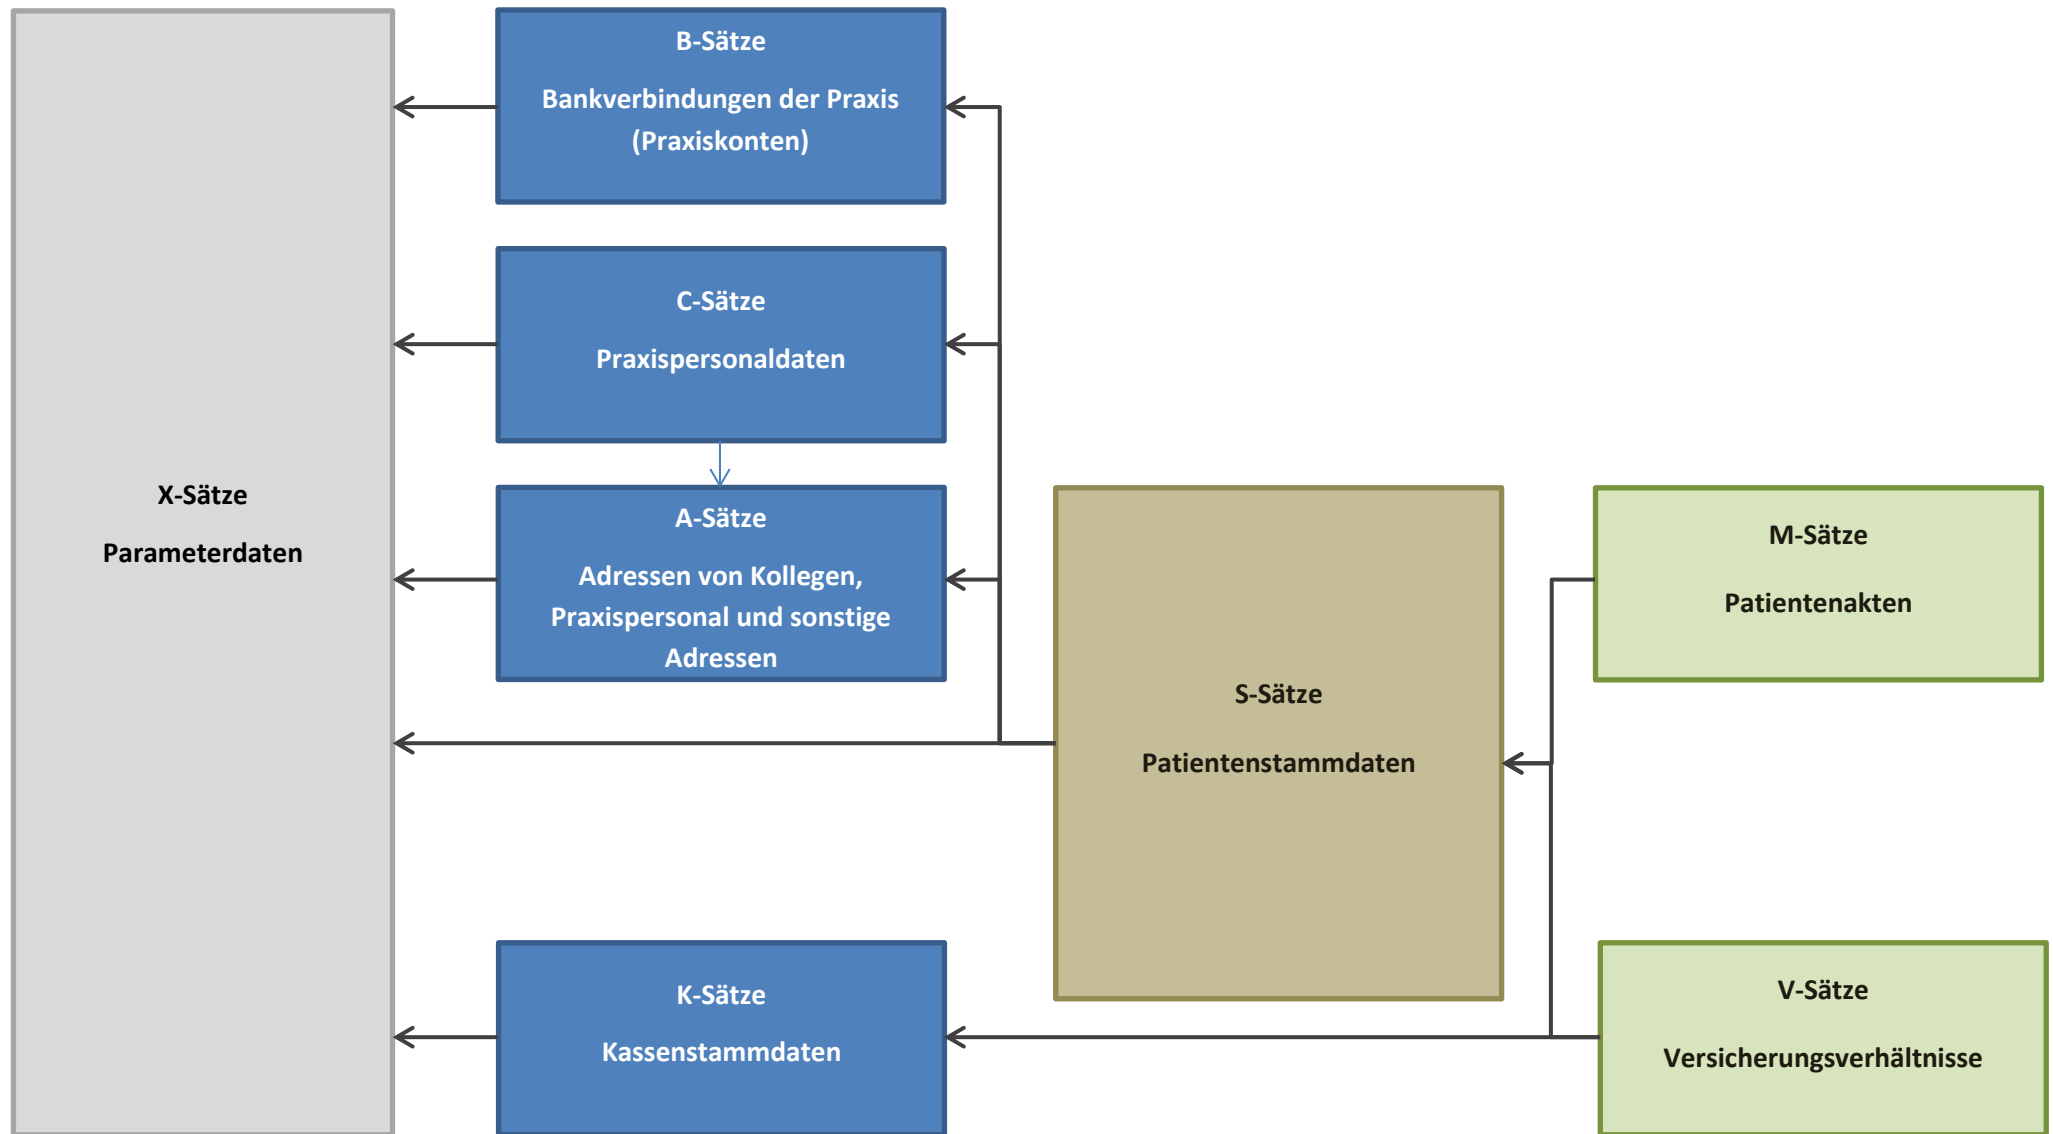 X-Sätze
Parameterdaten
B-Sätze
Bankverbindungen der Praxis
(Praxiskonten)
C-Sätze
Praxispersonaldaten
A-Sätze
Adressen von Kollegen,
Praxispersonal und sonstige
Adressen
K-Sätze
Kassenstammdaten
S-Sätze
Patientenstammdaten
M-Sätze
Patientenakten
V-Sätze
Versicherungsverhältnisse